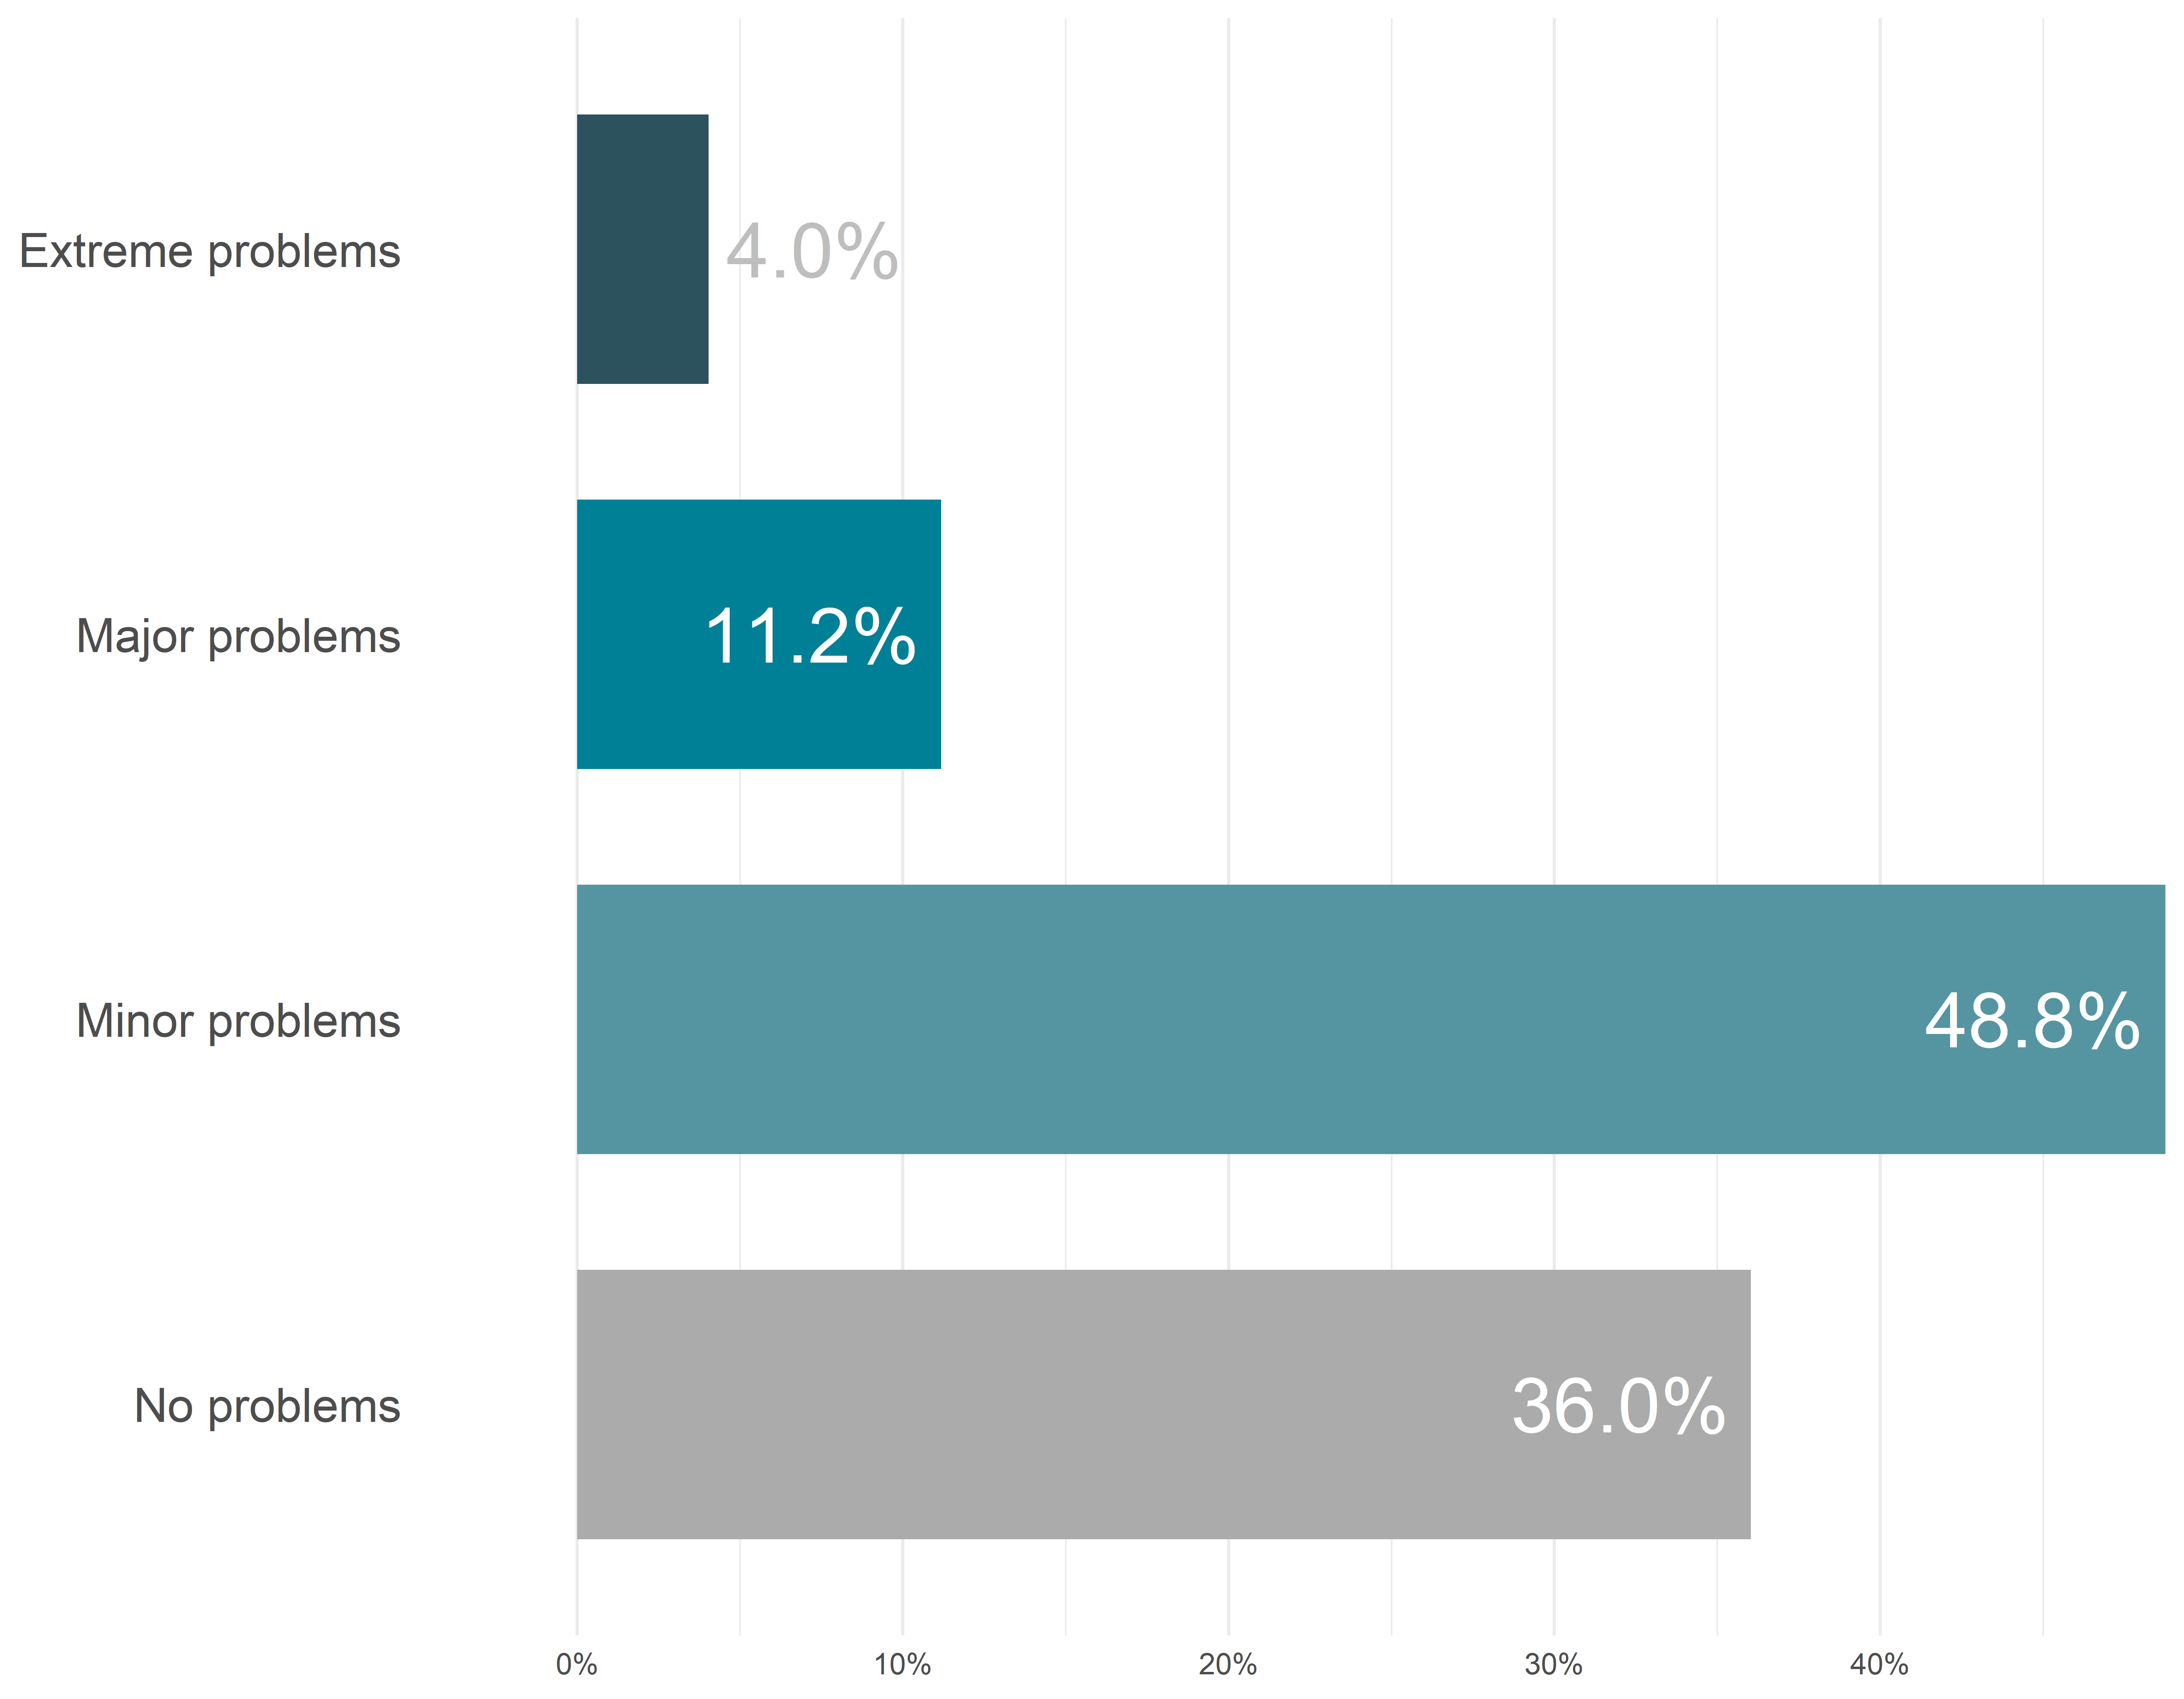 Extreme problems
4.0%
Major problems
11.2%
Minor problems
48.8%
No problems
36.0%
0% 10% 20% 30% 40%